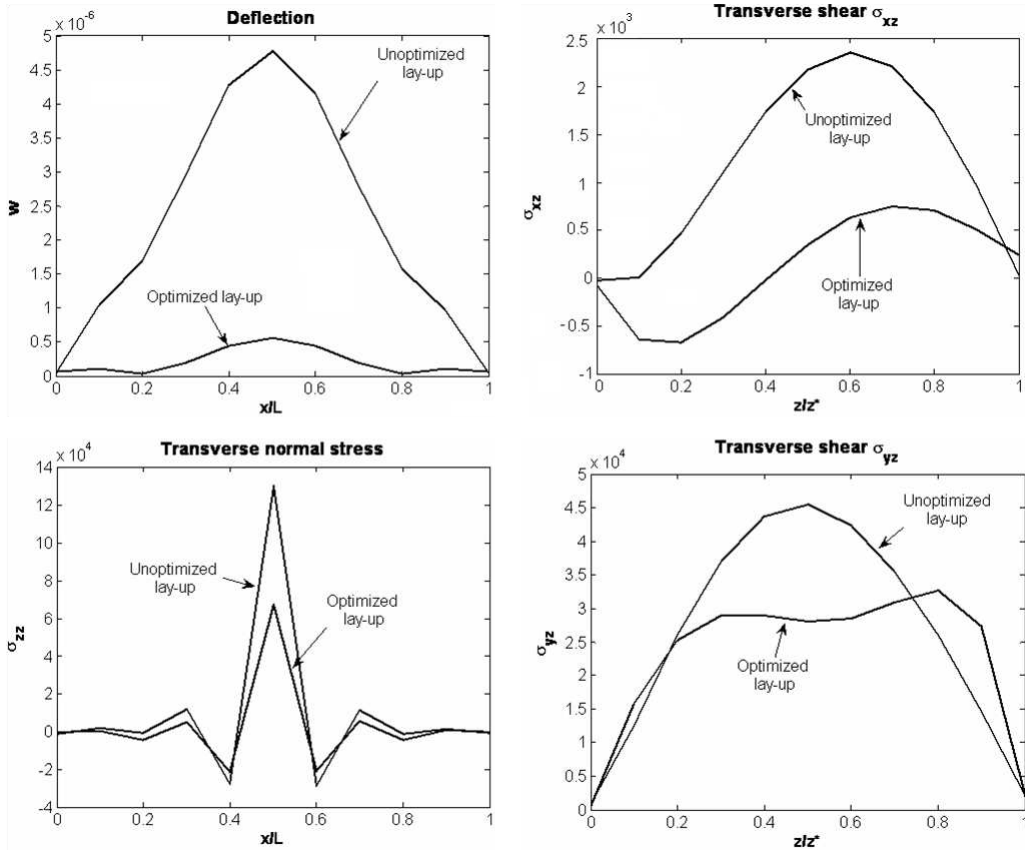 Deflection
× 10⁻⁶
5
4.5
4
3.5
3
2.5
2
1.5
1
0.5
0
w
Unoptimized
lay-up
Optimized lay-up
0 0.2 0.4 0.6 0.8 1
x/L
Transverse shear σxz
× 10³
2.5
2
1.5
1
0.5
0
−0.5
-1
σxz
Unoptimized
lay-up
Optimized
lay-up
0 0.2 0.4 0.6 0.8 1
z/z*
Transverse normal stress
× 10⁴
14
12
10
8
6
4
2
0
-2
-4
σzz
Unoptimized
lay-up
Optimized
lay-up
0 0.2 0.4 0.6 0.8 1
x/L
Transverse shear σyz
× 10⁴
5
4.5
4
3.5
3
2.5
2
1.5
1
0.5
0
σyz
Unoptimized
lay-up
Optimized
lay-up
0 0.2 0.4 0.6 0.8 1
z/z*